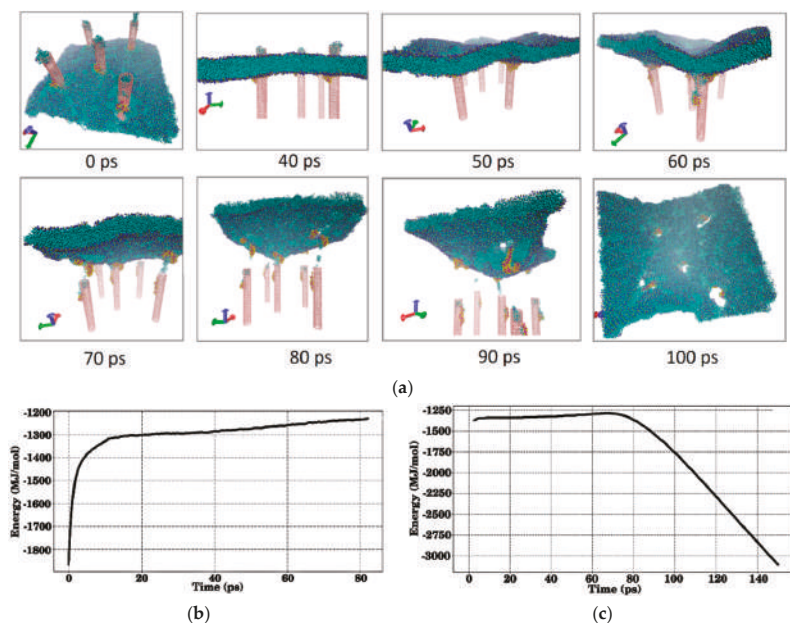 0 ps 40 ps 50 ps 60 ps
70 ps 80 ps 90 ps 100 ps
(a)
-1200
-1300
-1400
-1500
-1600
-1700
-1800
Energy (MJ/mol)
0 20 40 60 80
Time (ps)
(b)
-1250
-1500
-1750
-2000
-2250
-2500
-2750
-3000
Energy (MJ/mol)
0 20 40 60 80 100 120 140
Time (ps)
(c)